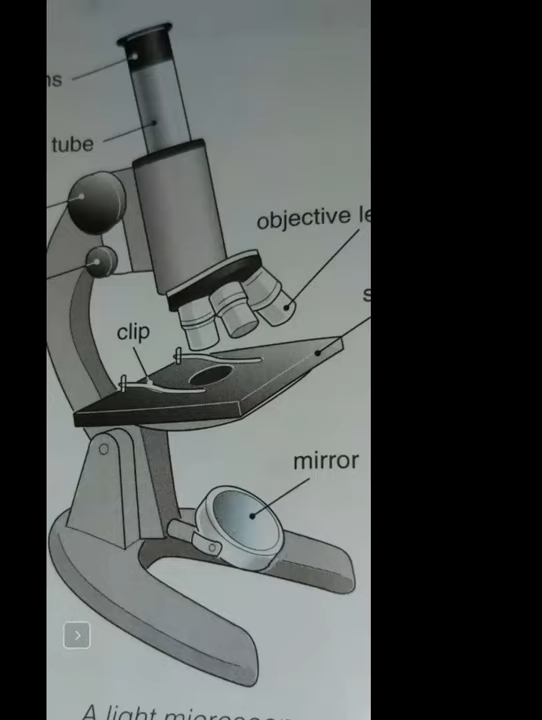 ns
tube
objective le
s
clip
mirror
A light microscop